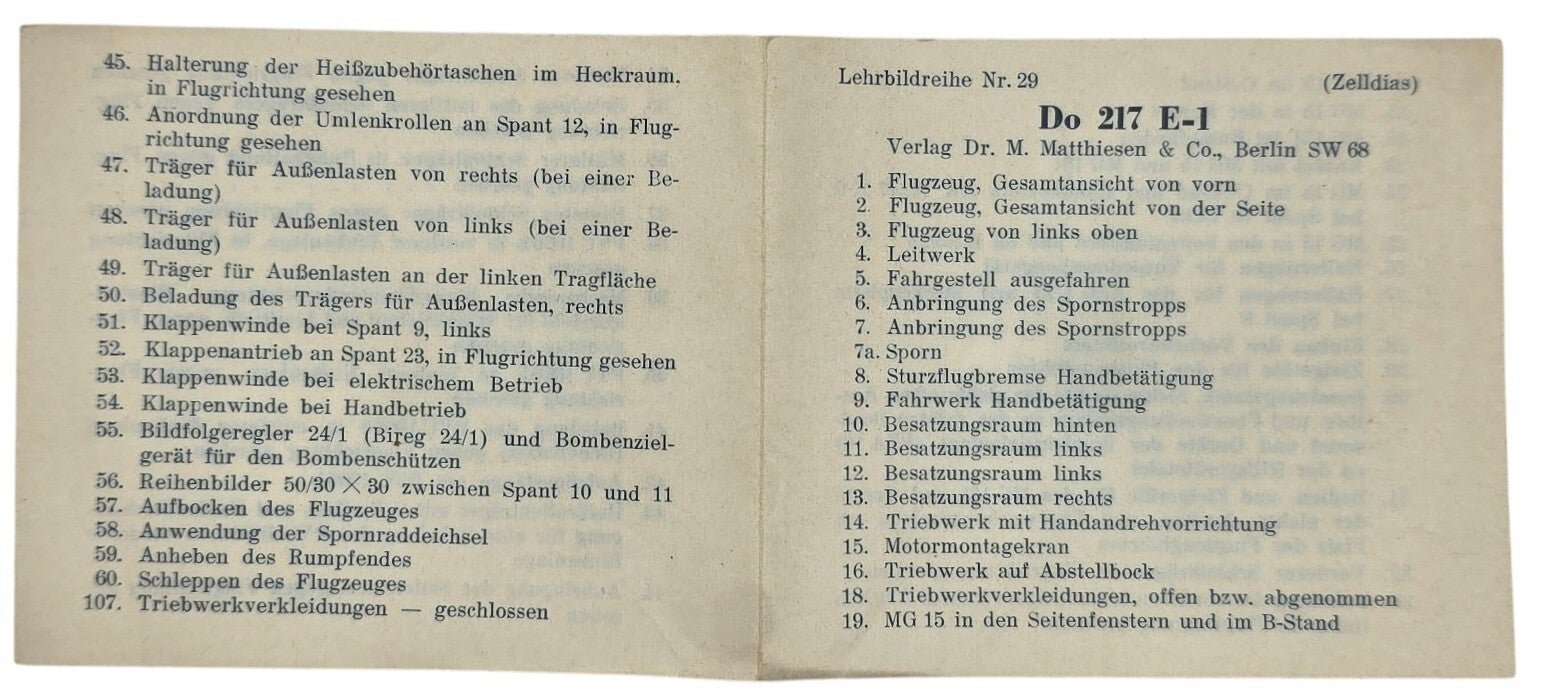 45. Halterung der Heißzubehörtaschen im Heckraum.
in Flugrichtung gesehen
46. Anordnung der Umlenkrollen an Spant 12, in Flug-
richtung gesehen
47. Träger für Außenlasten von rechts (bei einer Be-
ladung)
48. Träger für Außenlasten von links (bei einer Be-
ladung)
49. Träger für Außenlasten an der linken Tragfläche
50. Beladung des Trägers für Außenlasten, rechts
51. Klappenwinde bei Spant 9, links
52. Klappenantrieb an Spant 23, in Flugrichtung gesehen
53. Klappenwinde bei elektrischem Betrieb
54. Klappenwinde bei Handbetrieb
55. Bildfolgeregler 24/1 (Bireg 24/1) und Bombenziel-
gerät für den Bombenschützen
56. Reihenbilder 50/30 × 30 zwischen Spant 10 und 11
57. Aufbocken des Flugzeuges
58. Anwendung der Spornraddeichsel
59. Anheben des Rumpfendes
60. Schleppen des Flugzeuges
107. Triebwerkverkleidungen — geschlossen
Lehrbildreihe Nr. 29 (Zelldias)
Do 217 E-1
Verlag Dr. M. Matthiesen & Co., Berlin SW 68
1. Flugzeug, Gesamtansicht von vorn
2. Flugzeug, Gesamtansicht von der Seite
3. Flugzeug von links oben
4. Leitwerk
5. Fahrgestell ausgefahren
6. Anbringung des Spornstropps
7. Anbringung des Spornstropps
7a. Sporn
8. Sturzflugbremse Handbetätigung
9. Fahrwerk Handbetätigung
10. Besatzungsraum hinten
11. Besatzungsraum links
12. Besatzungsraum links
13. Besatzungsraum rechts
14. Triebwerk mit Handandrehvorrichtung
15. Motormontagekran
16. Triebwerk auf Abstellbock
18. Triebwerkverkleidungen, offen bzw. abgenommen
19. MG 15 in den Seitenfenstern und im B-Stand